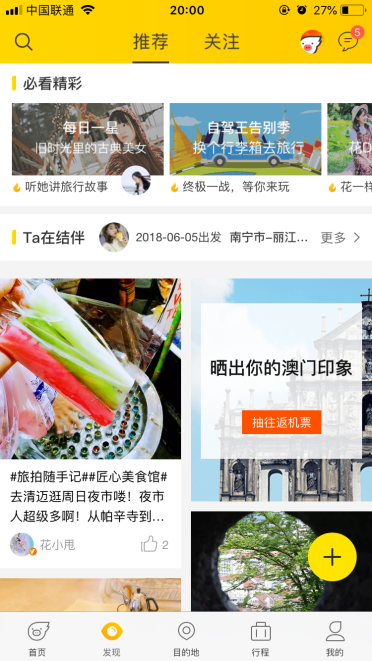 中国联通
20:00
27%
推荐
关注
5
必看精彩
每日一星
旧时光里的古典美女
自驾王告别季
换个行李箱去旅行
花D
听她讲旅行故事
终极一战，等你来玩
花一样
Ta在结伴
2018-06-05出发
南宁市-丽江...
更多
晒出你的澳门印象
抽往返机票
#旅拍随手记##匠心美食馆#
去清迈逛周日夜市喽！夜市
人超级多啊！从帕辛寺到...
花小甩
2
首页
发现
目的地
行程
我的